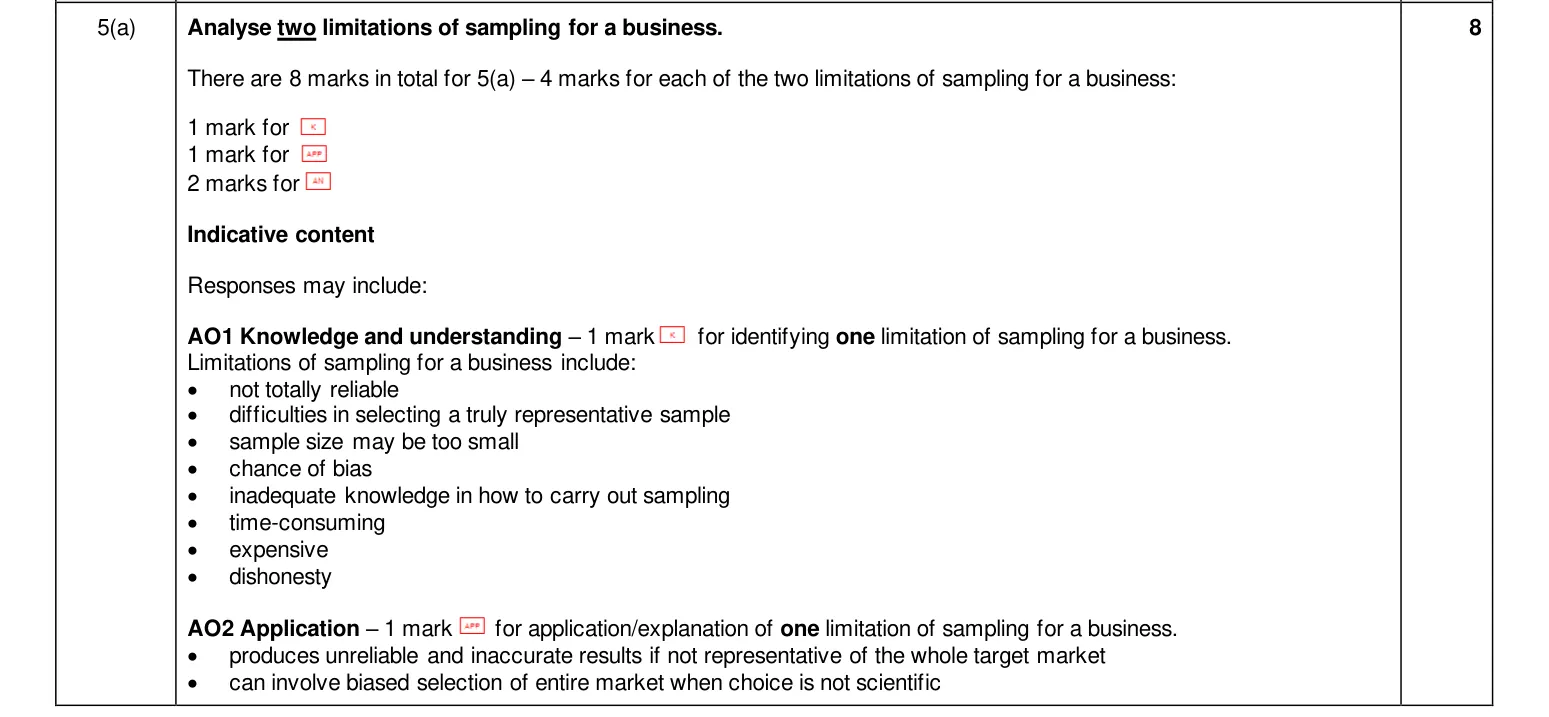 5(a)
Analyse two limitations of sampling for a business.
8
There are 8 marks in total for 5(a) – 4 marks for each of the two limitations of sampling for a business:
1 mark for K
1 mark for APP
2 marks for AN
Indicative content
Responses may include:
AO1 Knowledge and understanding – 1 mark K for identifying one limitation of sampling for a business.
Limitations of sampling for a business include:
• not totally reliable
• difficulties in selecting a truly representative sample
• sample size may be too small
• chance of bias
• inadequate knowledge in how to carry out sampling
• time-consuming
• expensive
• dishonesty
AO2 Application – 1 mark APP for application/explanation of one limitation of sampling for a business.
• produces unreliable and inaccurate results if not representative of the whole target market
• can involve biased selection of entire market when choice is not scientific